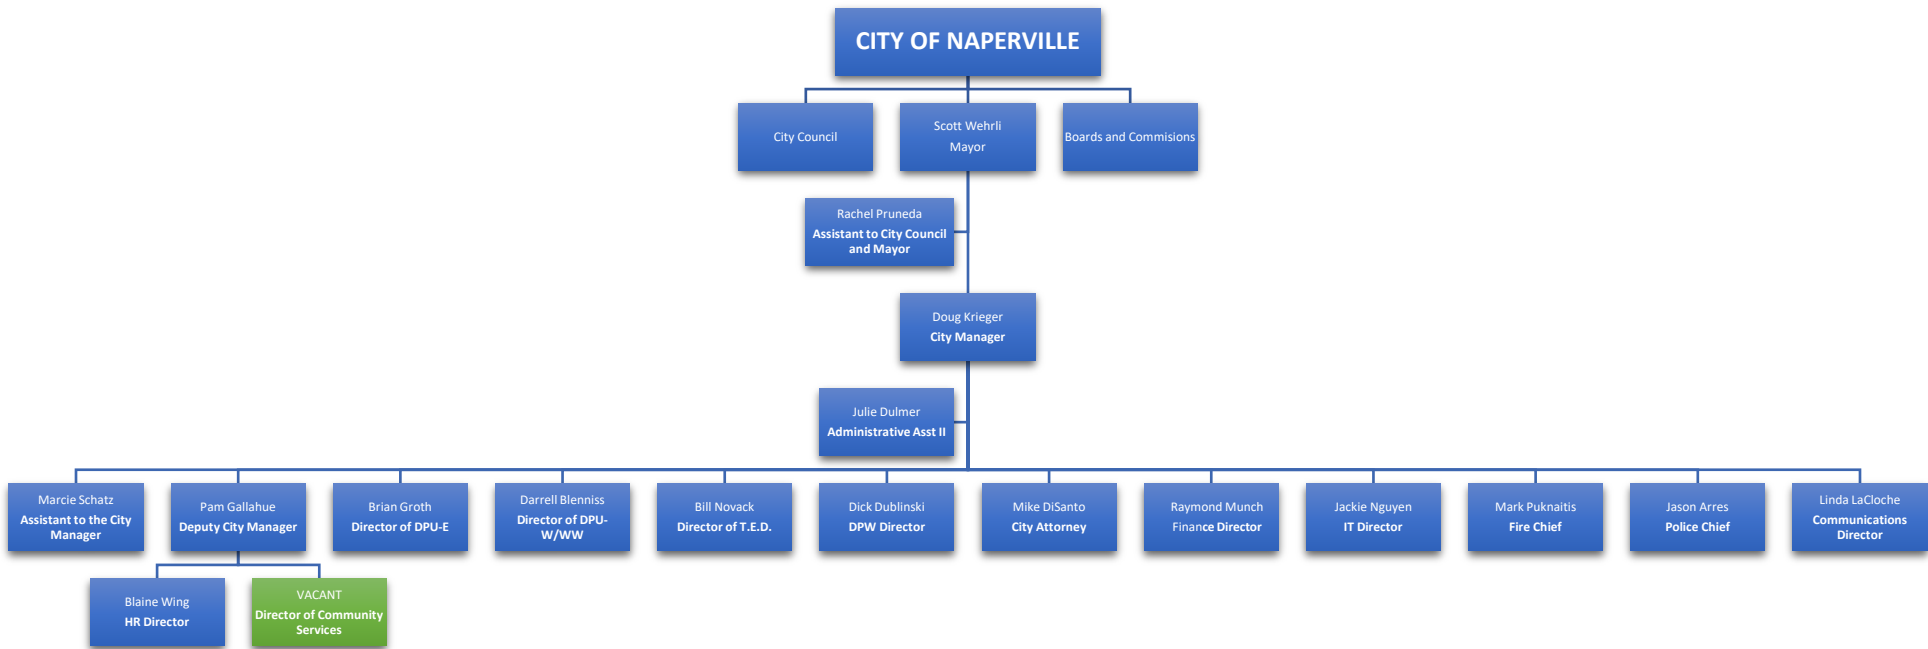 CITY OF NAPERVILLE
City Council
Scott Wehrli
Mayor
Boards and Commisions
Rachel Pruneda
Assistant to City Council
and Mayor
Doug Krieger
City Manager
Julie Dulmer
Administrative Asst II
Marcie Schatz
Assistant to the City
Manager
Pam Gallahue
Deputy City Manager
Brian Groth
Director of DPU-E
Darrell Blenniss
Director of DPU-
W/WW
Bill Novack
Director of T.E.D.
Dick Dublinski
DPW Director
Mike DiSanto
City Attorney
Raymond Munch
Finance Director
Jackie Nguyen
IT Director
Mark Puknaitis
Fire Chief
Jason Arres
Police Chief
Linda LaCloche
Communications
Director
Blaine Wing
HR Director
VACANT
Director of Community
Services